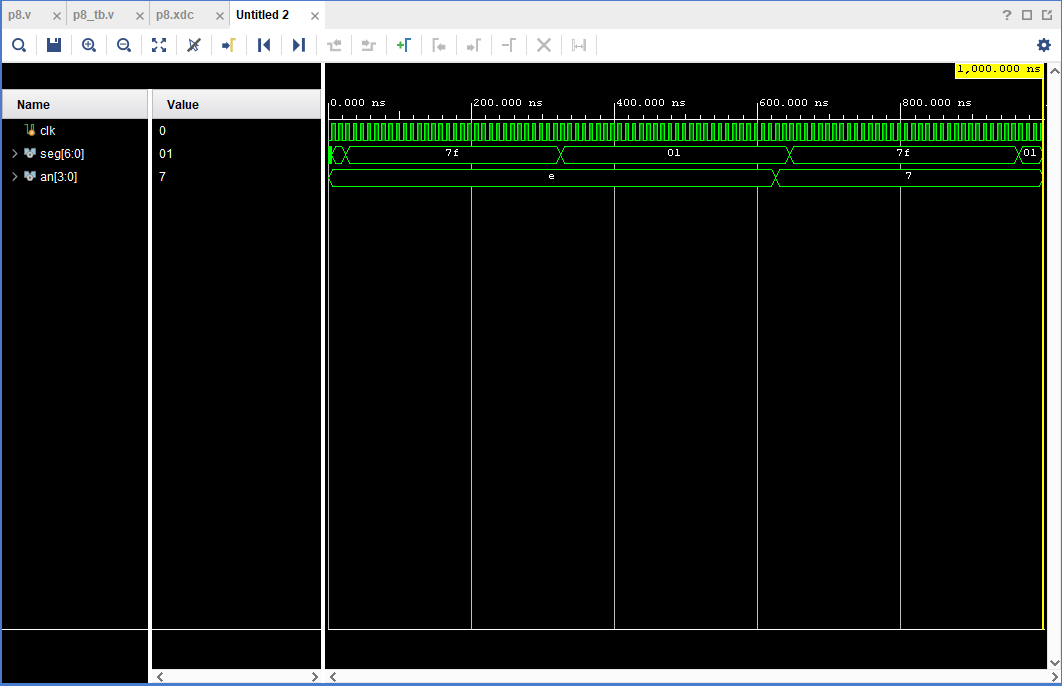 p8.v p8_tb.v p8.xdc Untitled 2
1,000.000 ns
Name Value
0.000 ns 200.000 ns 400.000 ns 600.000 ns 800.000 ns
clk 0
seg[6:0] 01 7f 01 7f 01
an[3:0] 7 e 7